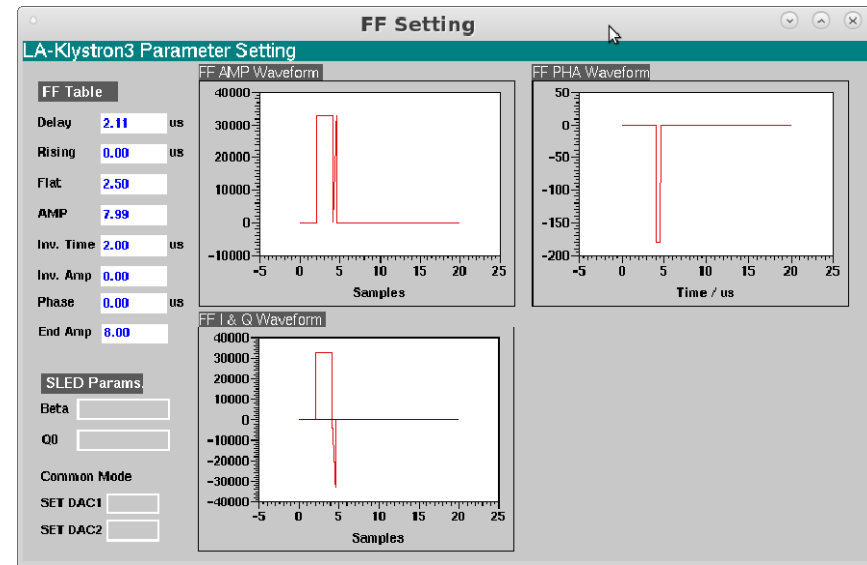 FF Setting
LA-Klystron3 Parameter Setting
FF Table
Delay 2.11 us
Rising 0.00 us
Flat 2.50
AMP 7.99
Inv. Time 2.00 us
Inv. Amp 0.00
Phase 0.00 us
End Amp 8.00
SLED Params.
Beta
Q0
Common Mode
SET DAC1
SET DAC2
FF AMP Waveform
40000
30000
20000
10000
0
-10000
-5 0 5 10 15 20 25
Samples
FF PHA Waveform
50
0
-50
-100
-150
-200
-5 0 5 10 15 20 25
Time / us
FF I & Q Waveform
40000
30000
20000
10000
0
-10000
-20000
-30000
-40000
-5 0 5 10 15 20 25
Samples